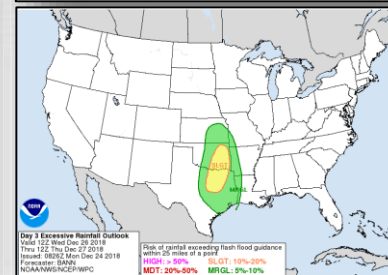 SLGT
MRGL
noaa
Day 3 Excessive Rainfall Outlook
Valid 12Z Wed Dec 26 2018
Thru 12Z Thu Dec 27 2018
Issued: 0826Z Mon Dec 24 2018
Forecaster: BANN
NOAA/NWS/NCEP/WPC
Risk of rainfall exceeding flash flood guidance
within 25 miles of a point
HIGH: > 50% SLGT: 10%-20%
MDT: 20%-50% MRGL: 5%-10%